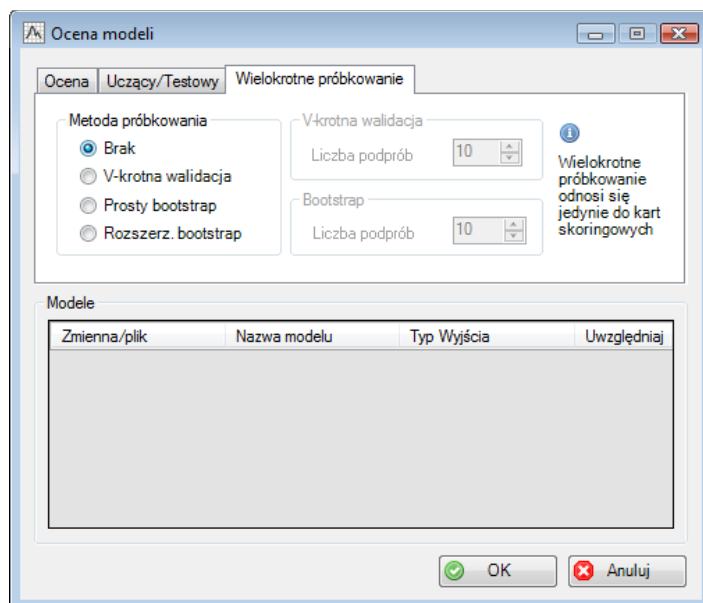 Ocena modeli
Ocena
Uczący/Testowy
Wielokrotne próbkowanie
Metoda próbkowania
Brak
V-krotna walidacja
Prosty bootstrap
Rozszerz. bootstrap
V-krotna walidacja
Liczba podprób
10
Bootstrap
Liczba podprób
10
Wielokrotne
próbkowanie
odnosi się
jedynie do kart
skoringowych
Modele
Zmienna/plik
Nazwa modelu
Typ Wyjścia
Uwzględniaj
OK
Anuluj